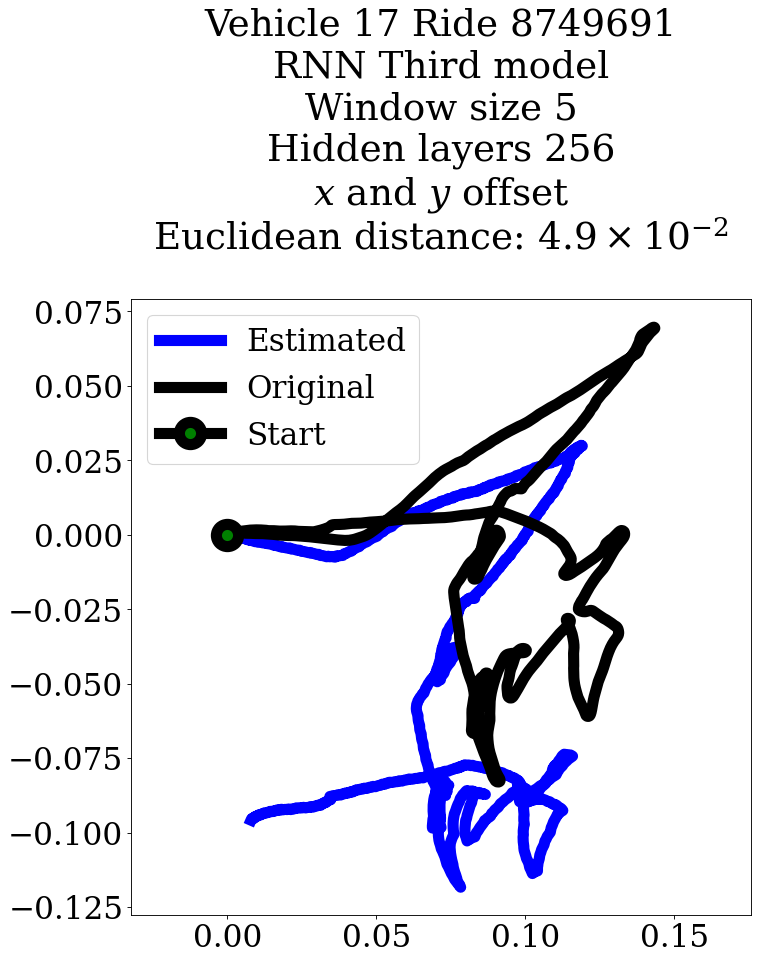 Vehicle 17 Ride 8749691
RNN Third model
Window size 5
Hidden layers 256
x and y offset
Euclidean distance: 4.9 × 10⁻²
Estimated
Original
Start
0.075
0.050
0.025
0.000
−0.025
−0.050
−0.075
−0.100
−0.125
0.00 0.05 0.10 0.15